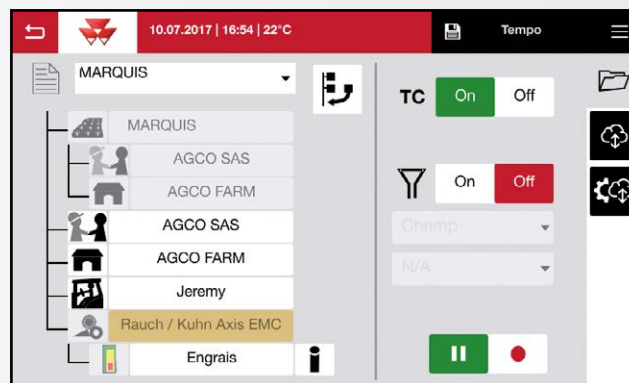 10.07.2017 | 16:54 | 22°C
Tempo
MARQUIS
MARQUIS
AGCO SAS
AGCO FARM
AGCO SAS
AGCO FARM
Jeremy
Rauch / Kuhn Axis EMC
Engrais
TC On Off
On Off
Champ
N/A